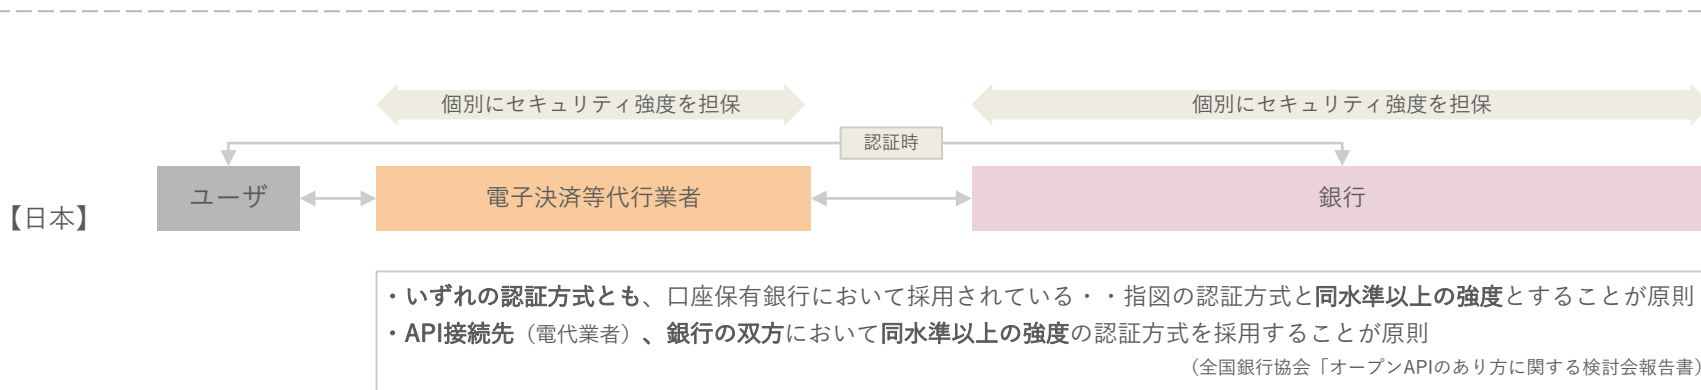 個別にセキュリティ強度を担保
個別にセキュリティ強度を担保
認証時
【日本】
ユーザ
電子決済等代行業者
銀行
・いずれの認証方式とも、口座保有銀行において採用されている・・指図の認証方式と同水準以上の強度とすることが原則
・API接続先（電代業者）、銀行の双方において同水準以上の強度の認証方式を採用することが原則
（全国銀行協会「オープンAPIのあり方に関する検討会報告書）